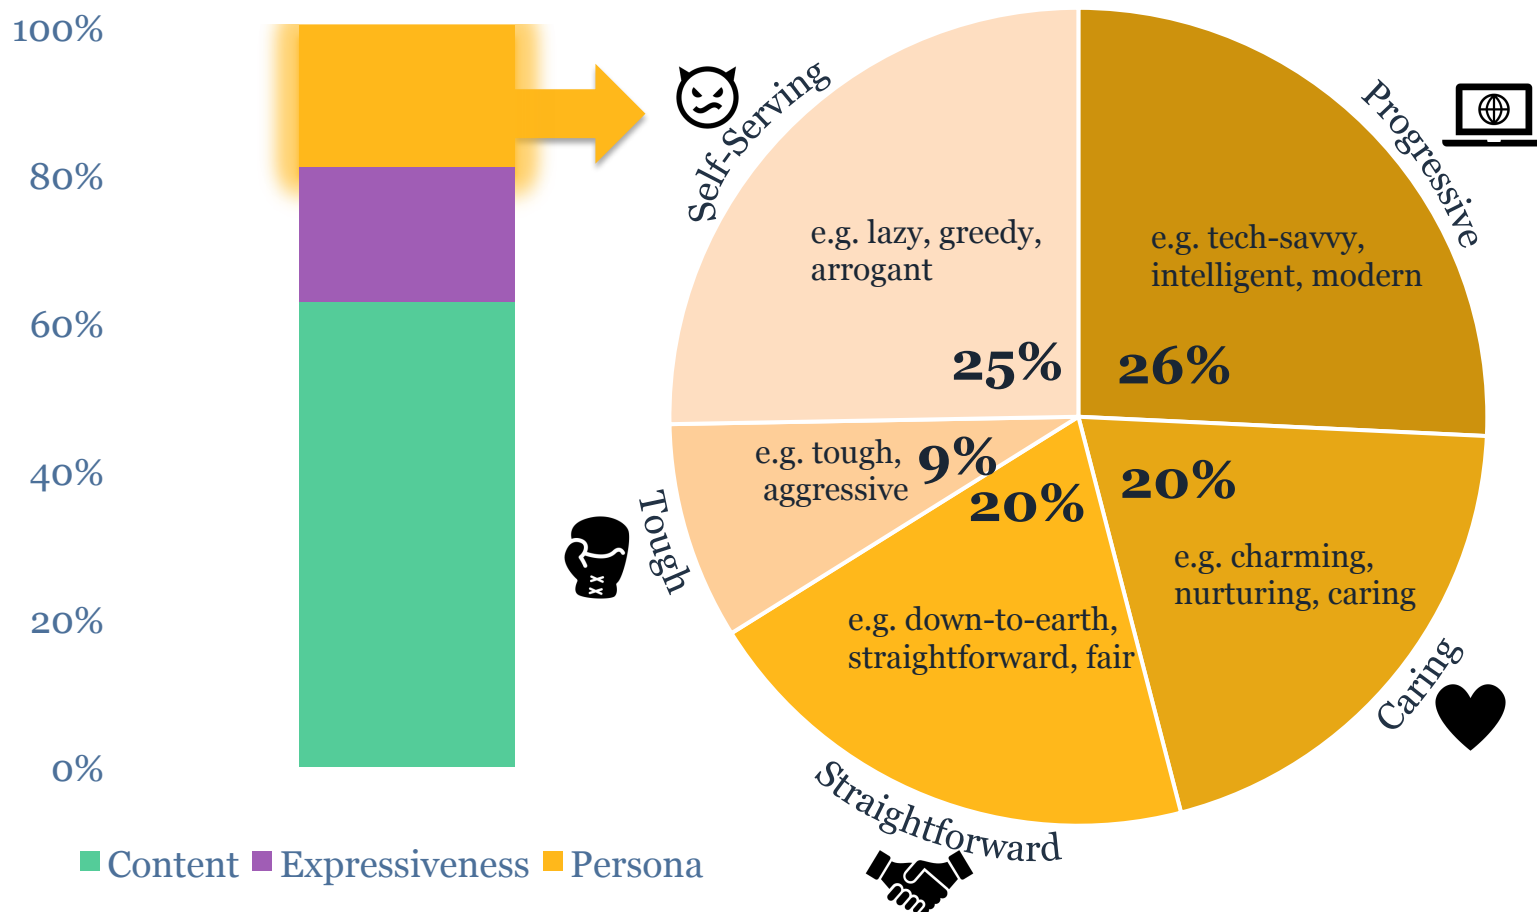 100%
80%
60%
40%
20%
0%
Content
Expressiveness
Persona
Self-Serving
e.g. lazy, greedy,
arrogant
25%
Progressive
e.g. tech-savvy,
intelligent, modern
26%
Tough
e.g. tough,
aggressive
9%
20%
e.g. down-to-earth,
straightforward, fair
Straightforward
20%
e.g. charming,
nurturing, caring
Caring